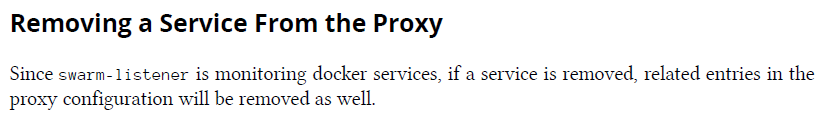 Removing a Service From the Proxy
Since swarm-listener is monitoring docker services, if a service is removed, related entries in the
proxy configuration will be removed as well.